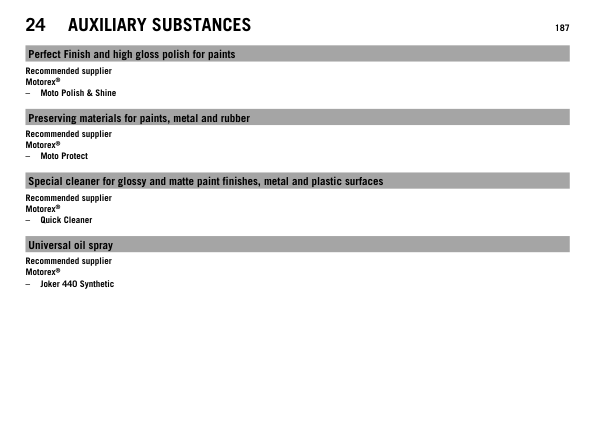 24 AUXILIARY SUBSTANCES 187
Perfect Finish and high gloss polish for paints
Recommended supplier
Motorex®
– Moto Polish & Shine
Preserving materials for paints, metal and rubber
Recommended supplier
Motorex®
– Moto Protect
Special cleaner for glossy and matte paint finishes, metal and plastic surfaces
Recommended supplier
Motorex®
– Quick Cleaner
Universal oil spray
Recommended supplier
Motorex®
– Joker 440 Synthetic